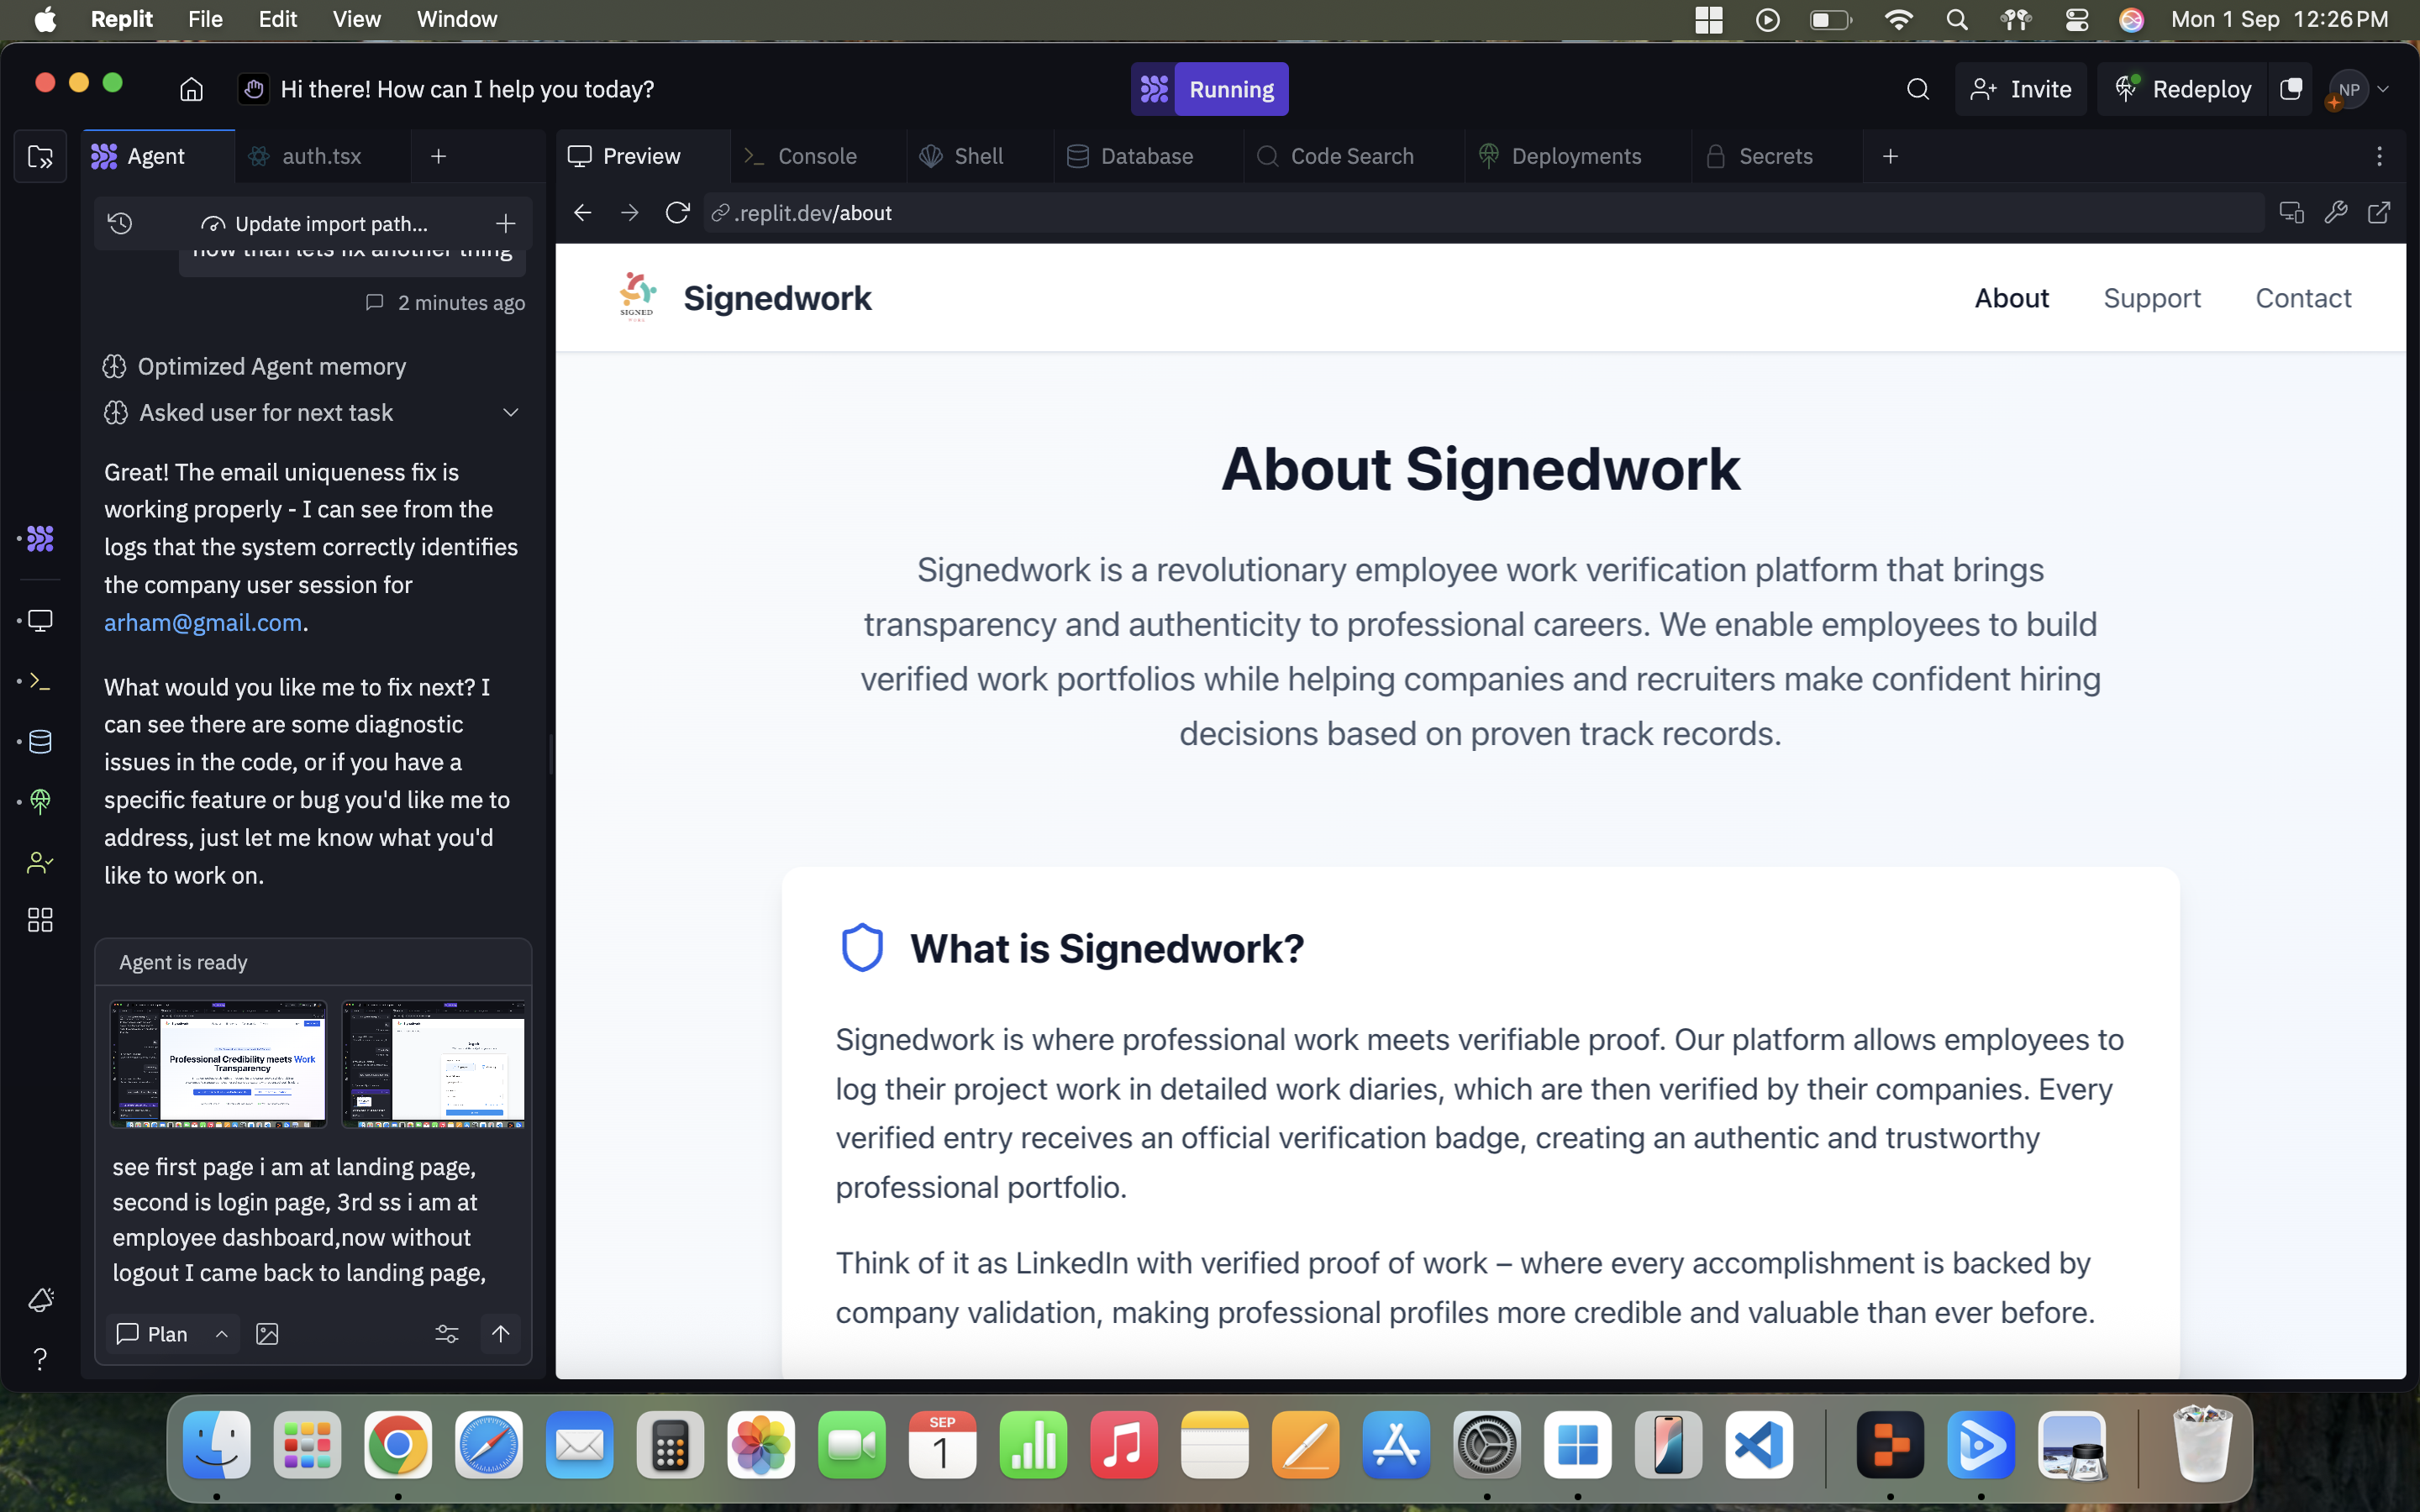 Replit File Edit View Window
Mon 1 Sep 12:26 PM
Hi there! How can I help you today?
Running
Invite
Redeploy
NP
Agent
auth.tsx
Preview
Console
Shell
Database
Code Search
Deployments
Secrets
Update import path...
.replit.dev/about
now than lets fix another thing
2 minutes ago
Optimized Agent memory
Asked user for next task
Great! The email uniqueness fix is
working properly - I can see from the
logs that the system correctly identifies
the company user session for
arham@gmail.com.
What would you like me to fix next? I
can see there are some diagnostic
issues in the code, or if you have a
specific feature or bug you'd like me to
address, just let me know what you'd
like to work on.
Agent is ready
Professional Credibility meets Work
Transparency
see first page i am at landing page,
second is login page, 3rd ss i am at
employee dashboard,now without
logout I came back to landing page,
Plan
SIGNED
WORK
Signedwork
About
Support
Contact
About Signedwork
Signedwork is a revolutionary employee work verification platform that brings
transparency and authenticity to professional careers. We enable employees to build
verified work portfolios while helping companies and recruiters make confident hiring
decisions based on proven track records.
What is Signedwork?
Signedwork is where professional work meets verifiable proof. Our platform allows employees to
log their project work in detailed work diaries, which are then verified by their companies. Every
verified entry receives an official verification badge, creating an authentic and trustworthy
professional portfolio.
Think of it as LinkedIn with verified proof of work – where every accomplishment is backed by
company validation, making professional profiles more credible and valuable than ever before.
SEP
1